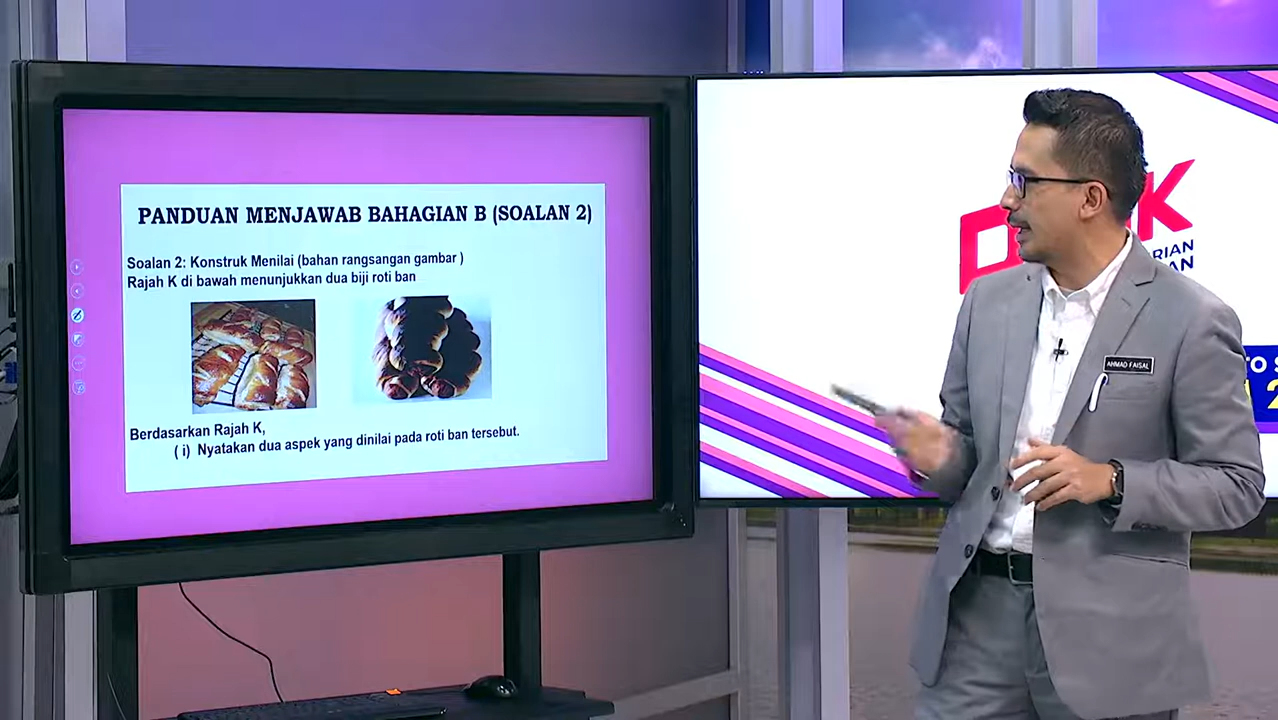 PANDUAN MENJAWAB BAHAGIAN B (SOALAN 2)
Soalan 2: Konstruk Menilai (bahan rangsangan gambar )
Rajah K di bawah menunjukkan dua biji roti ban
Berdasarkan Rajah K,
( i) Nyatakan dua aspek yang dinilai pada roti ban tersebut.
AHMAD FAISAL